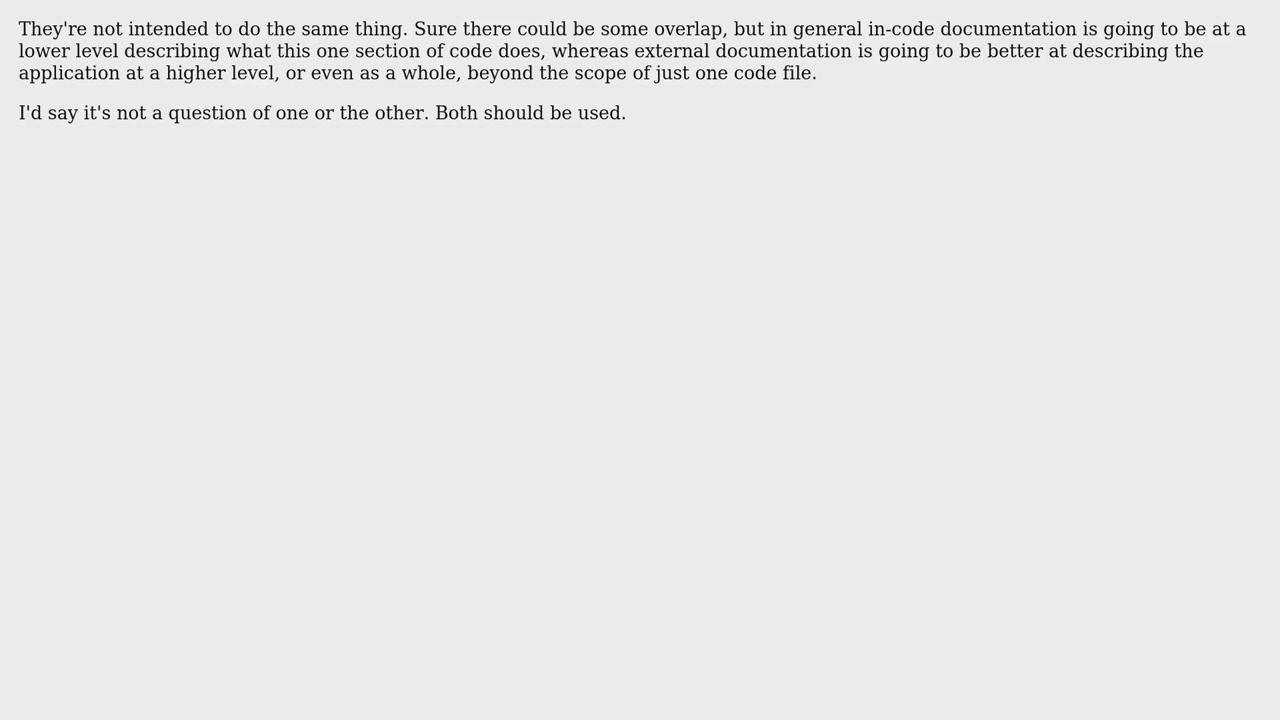 They're not intended to do the same thing. Sure there could be some overlap, but in general in-code documentation is going to be at a
lower level describing what this one section of code does, whereas external documentation is going to be better at describing the
application at a higher level, or even as a whole, beyond the scope of just one code file.
I'd say it's not a question of one or the other. Both should be used.